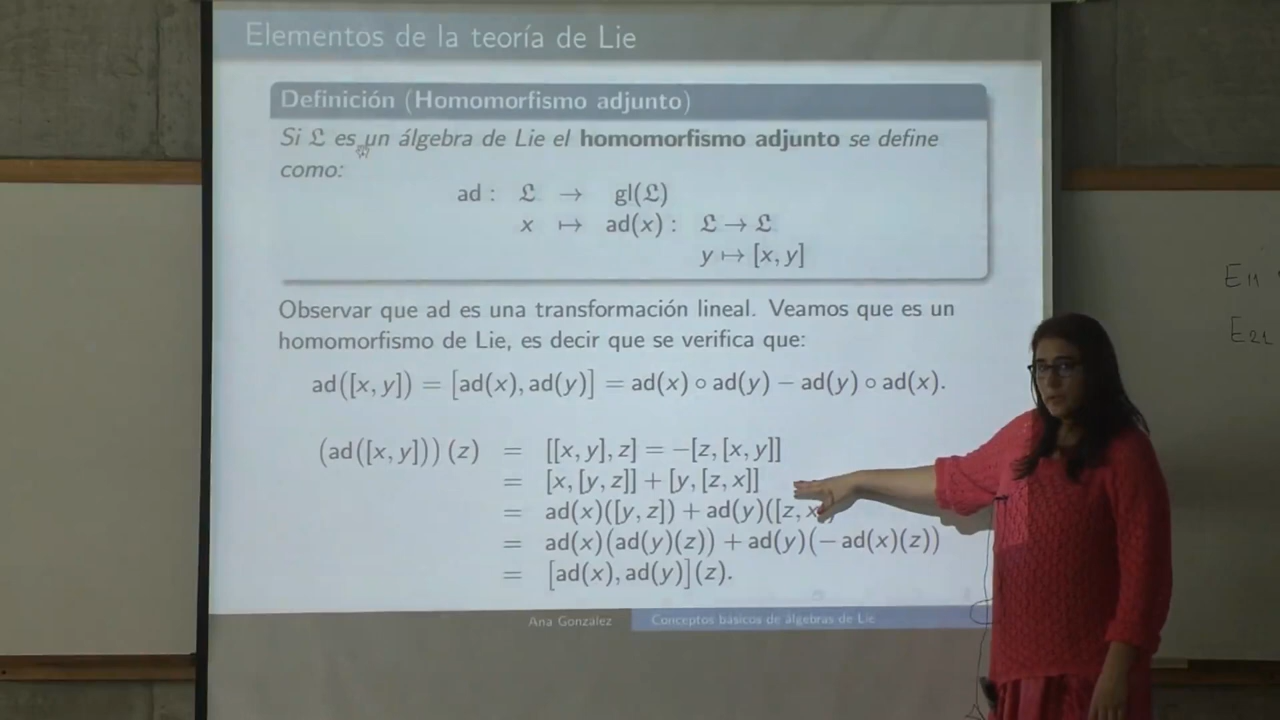 Elementos de la teoría de Lie
Definición (Homomorfismo adjunto)
Si 𝔏 es un álgebra de Lie el homomorfismo adjunto se define
como:
ad : 𝔏 → gl(𝔏)
x ↦ ad(x) : 𝔏 → 𝔏
y ↦ [x, y]
Observar que ad es una transformación lineal. Veamos que es un
homomorfismo de Lie, es decir que se verifica que:
ad([x, y]) = [ad(x), ad(y)] = ad(x) ∘ ad(y) − ad(y) ∘ ad(x).
(ad([x, y]))(z) = [[x, y], z] = −[z, [x, y]]
= [x, [y, z]] + [y, [z, x]]
= ad(x)([y, z]) + ad(y)([z, x
= ad(x)(ad(y)(z)) + ad(y)(− ad(x)(z))
= [ad(x), ad(y)](z).
Ana González Conceptos básicos de álgebras de Lie
E11
E21